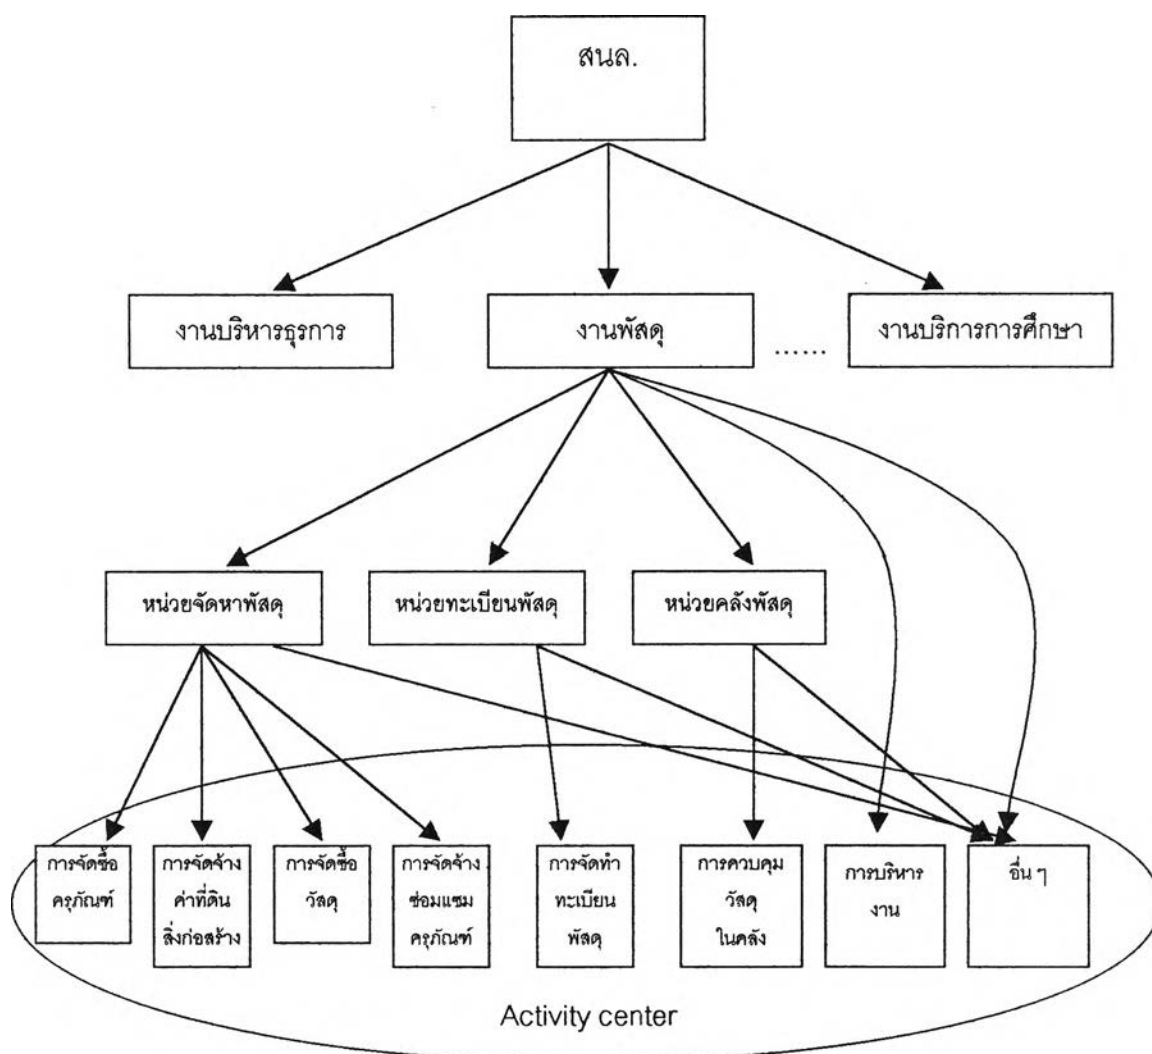 สนล.
งานบริหารธุรการ
งานพัสดุ
......
งานบริการการศึกษา
หน่วยจัดหาพัสดุ
หน่วยทะเบียนพัสดุ
หน่วยคลังพัสดุ
การจัดซื้อ
ครุภัณฑ์
การจัดจ้าง
ค่าที่ดิน
สิ่งก่อสร้าง
การจัดซื้อ
วัสดุ
การจัดจ้าง
ซ่อมแซม
ครุภัณฑ์
การจัดทำ
ทะเบียน
พัสดุ
การควบคุม
วัสดุ
ในคลัง
การบริหาร
งาน
อื่น ๆ
Activity center